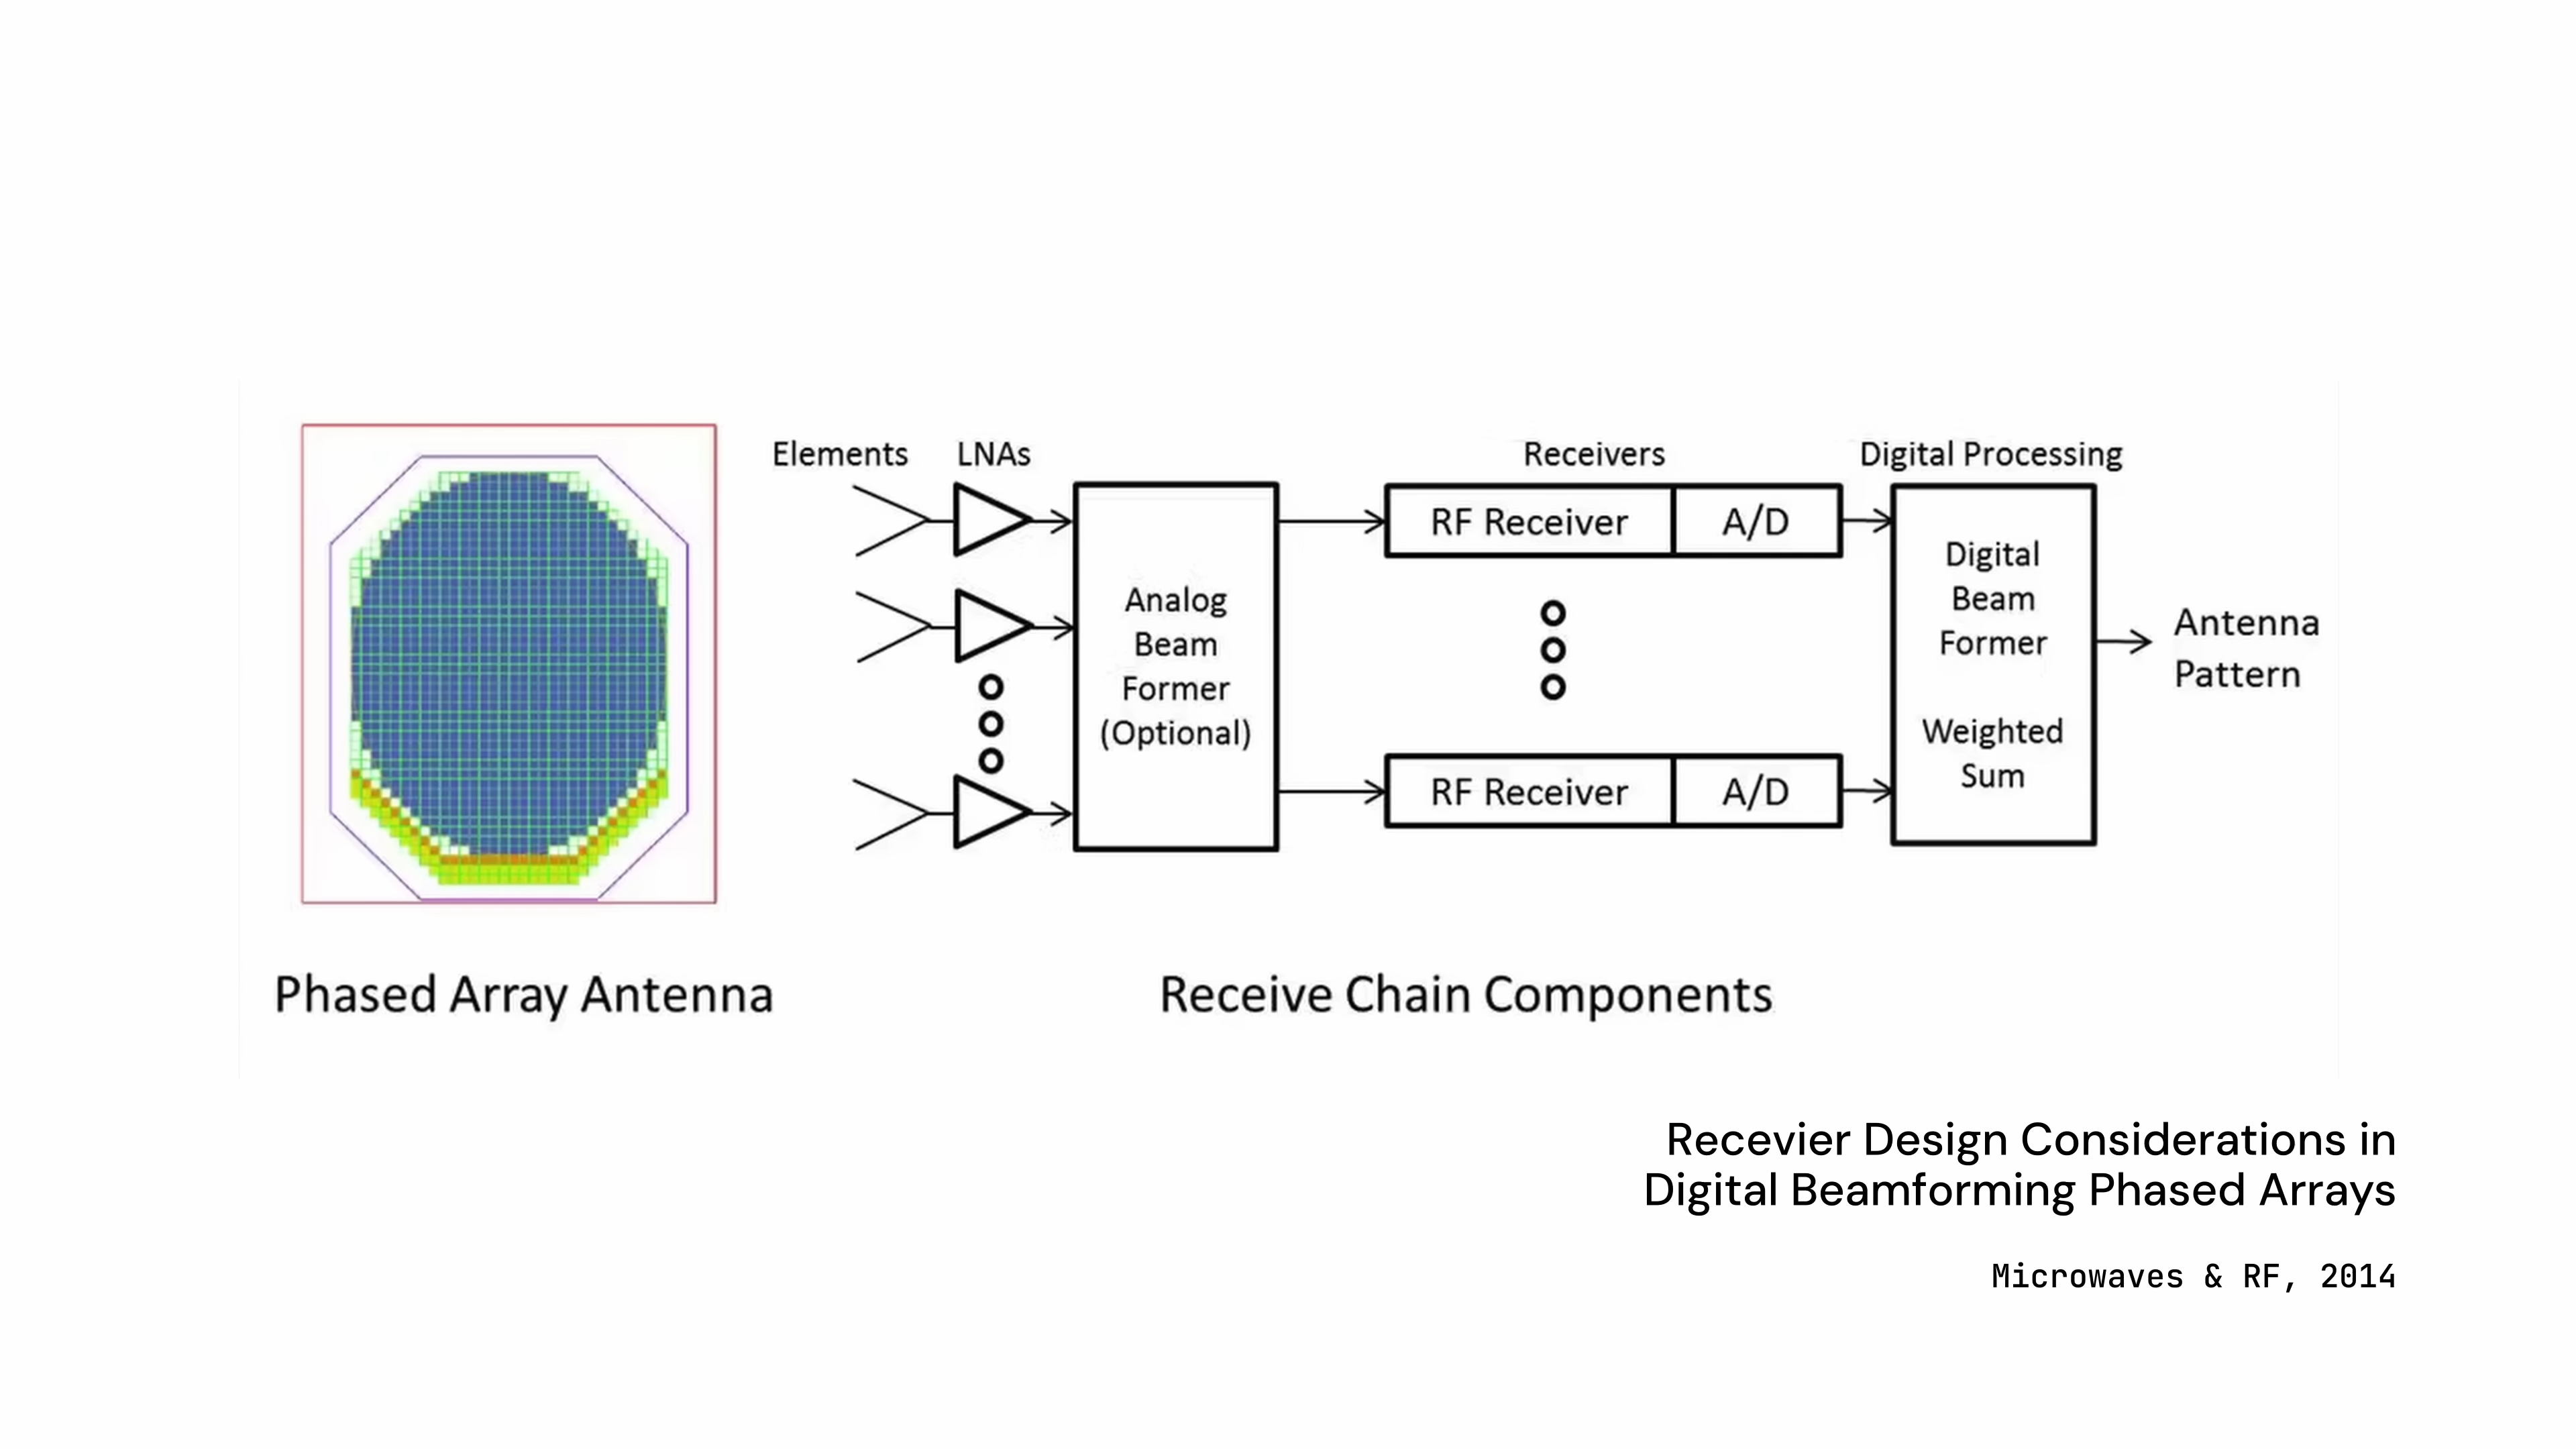 Elements
LNAs
Receivers
Digital Processing
RF Receiver
A/D
Analog
Beam
Former
(Optional)
Digital
Beam
Former
Weighted
Sum
Antenna
Pattern
RF Receiver
A/D
Phased Array Antenna
Receive Chain Components
Recevier Design Considerations in
Digital Beamforming Phased Arrays
Microwaves & RF, 2014